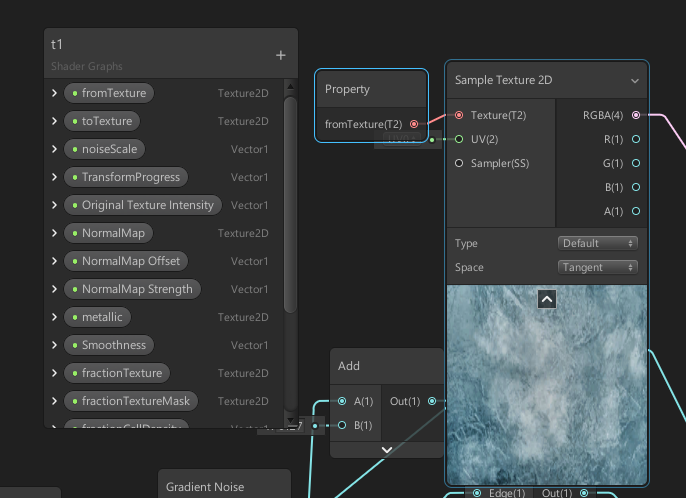 t1
Shader Graphs
fromTexture Texture2D
toTexture Texture2D
noiseScale Vector1
TransformProgress Vector1
Original Texture Intensity Vector1
NormalMap Texture2D
NormalMap Offset Vector1
NormalMap Strength Vector1
metallic Texture2D
Smoothness Vector1
fractionTexture Texture2D
fractionTextureMask Texture2D
Property
fromTexture(T2)
Sample Texture 2D
Texture(T2) RGBA(4)
UV(2) R(1)
Sampler(SS) G(1)
B(1)
A(1)
Type Default
Space Tangent
Add
A(1) Out(1)
B(1)
Gradient Noise
Edge(1) Out(1)